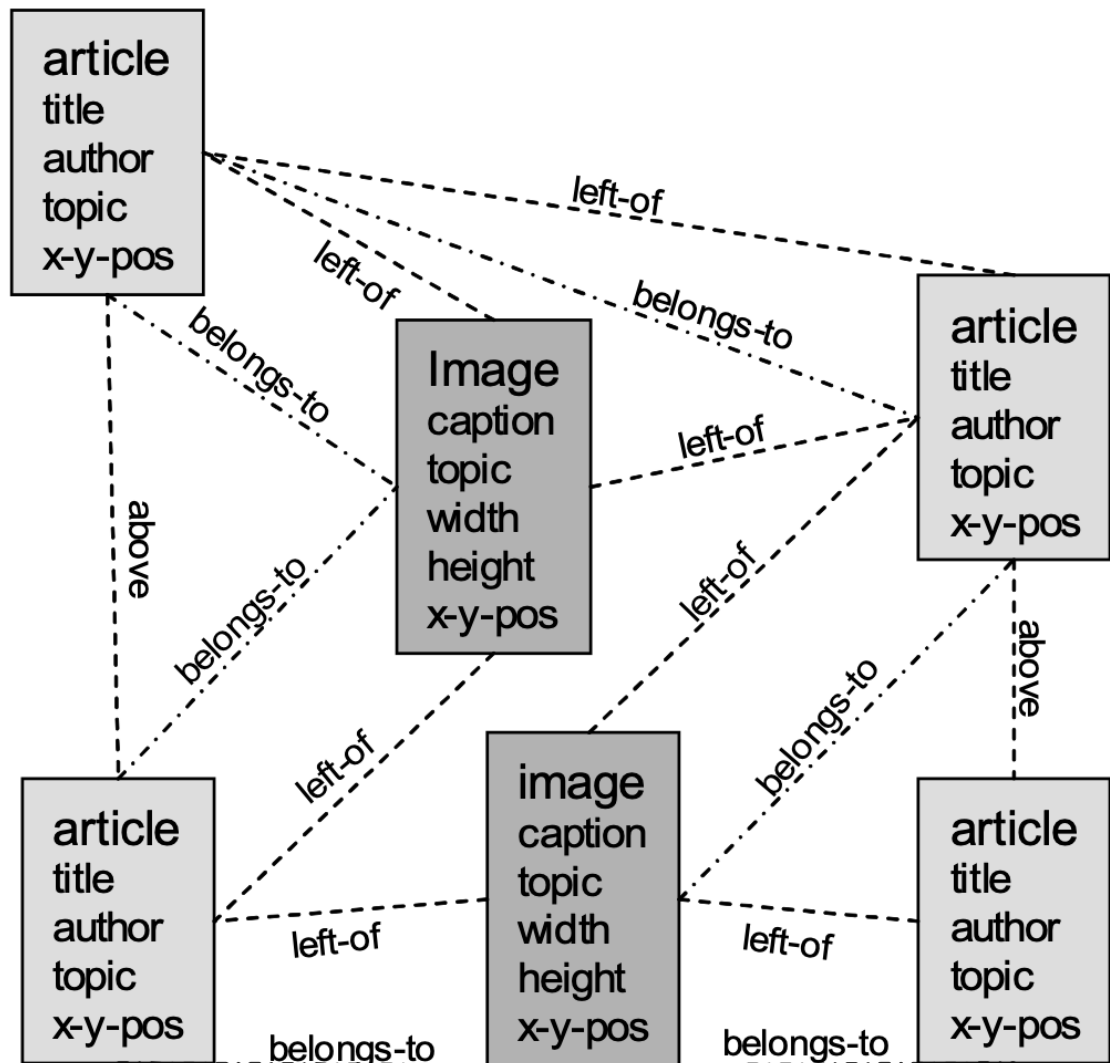 article
title
author
topic
x-y-pos
left-of
left-of
belongs-to
belongs-to
Image
caption
topic
width
height
x-y-pos
article
title
author
topic
x-y-pos
left-of
above
belongs-to
left-of
above
belongs-to
left-of
image
caption
topic
width
height
x-y-pos
article
title
author
topic
x-y-pos
article
title
author
topic
x-y-pos
left-of
left-of
belongs-to
belongs-to